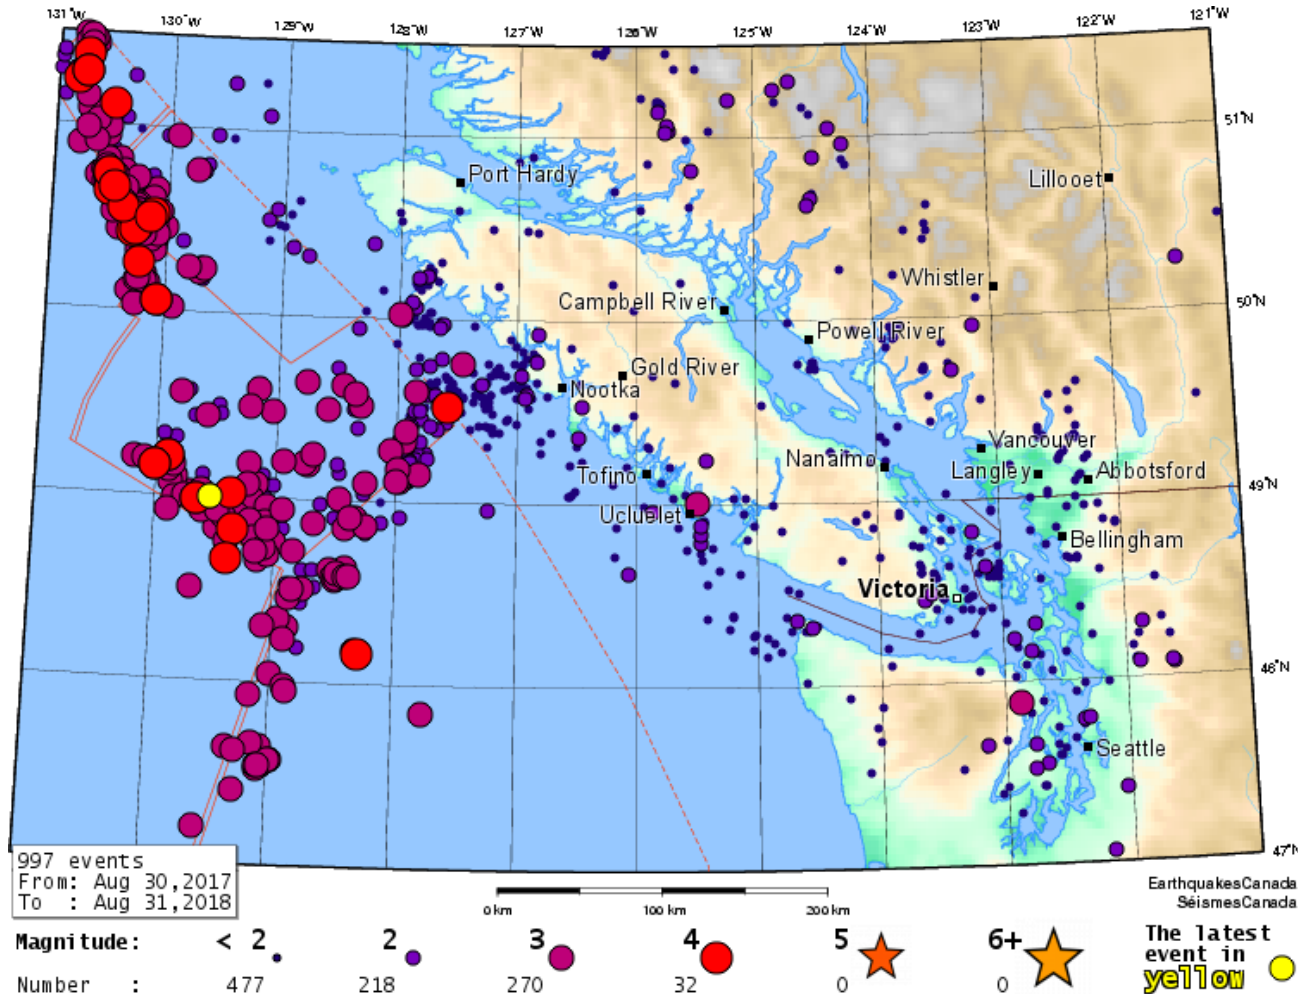 131°W 130°W 129°W 128°W 127°W 126°W 125°W 124°W 123°W 122°W 121°W
51°N
Port Hardy
Lillooet
Whistler
50°N
Campbell River
Powell River
Gold River
Nootka
Vancouver
Nanaimo
Langley
Abbotsford
Tofino
49°N
Ucluelet
Bellingham
Victoria
48°N
Seattle
47°N
997 events
From: Aug 30,2017
To : Aug 31,2018
0 km 100 km 200 km
EarthquakesCanada
SéismesCanada
Magnitude: < 2 2 3 4 5 6+
Number : 477 218 270 32 0 0
The latest
event in
yellow